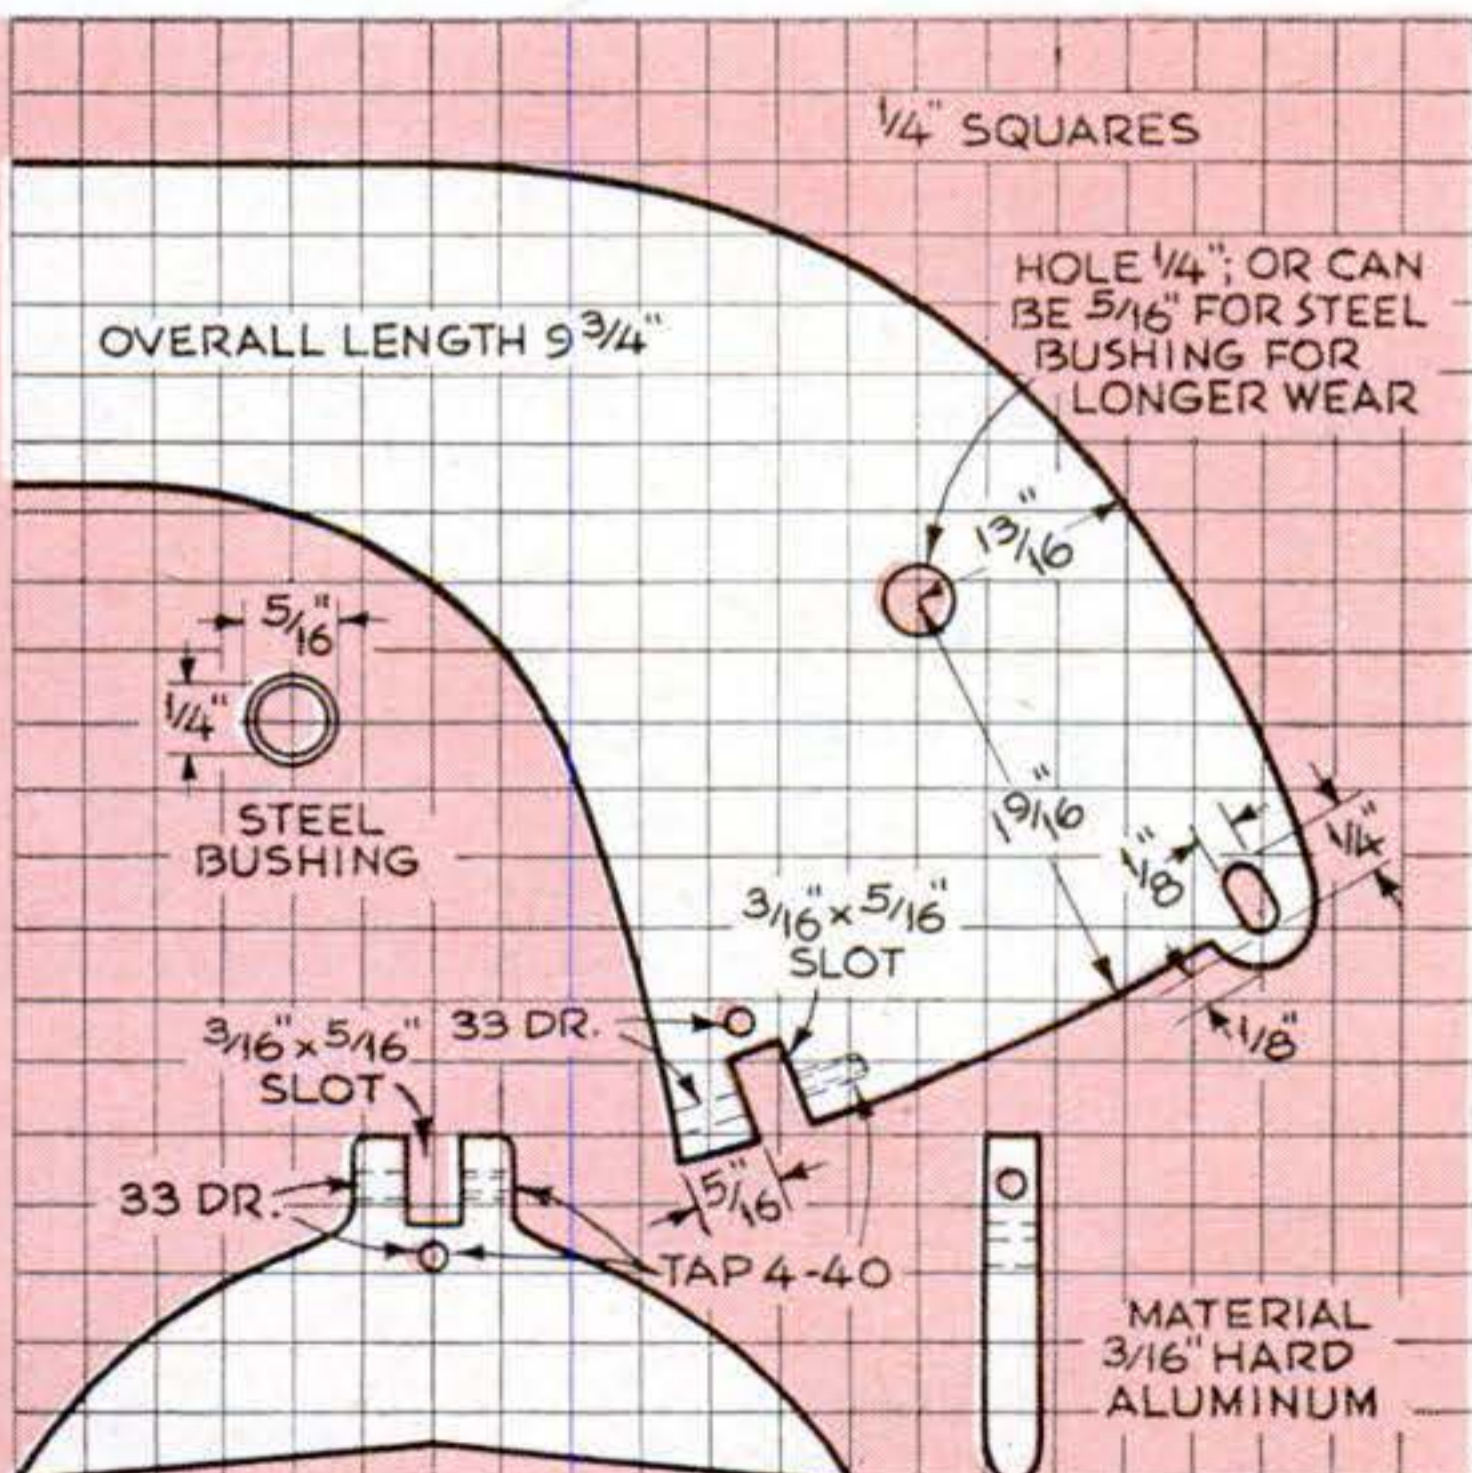 1/4" SQUARES
HOLE 1/4"; OR CAN
BE 5/16" FOR STEEL
BUSHING FOR
LONGER WEAR
OVERALL LENGTH 9 3/4"
13/16"
5/16"
1/4"
STEEL
BUSHING
1 9/16"
1/8"
1/4"
3/16" x 5/16"
SLOT
1/8"
33 DR.
3/16" x 5/16"
SLOT
5/16"
33 DR.
TAP 4-40
MATERIAL
3/16" HARD
ALUMINUM